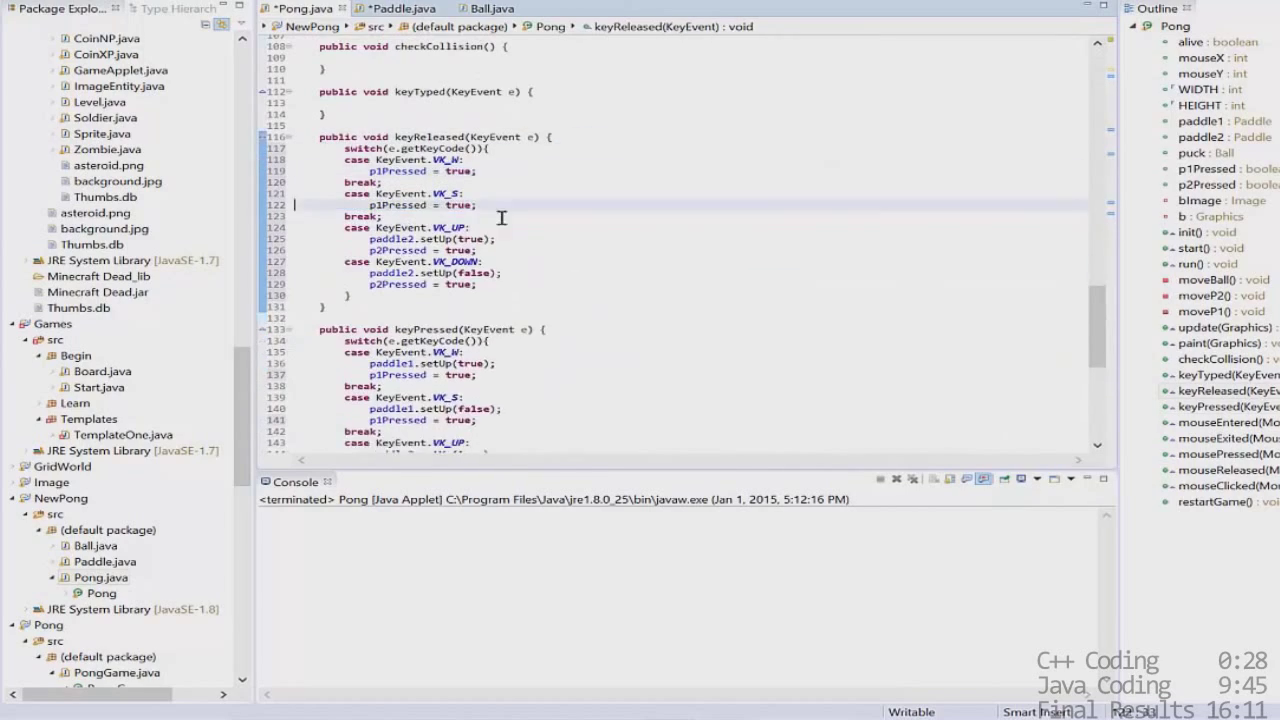 Package Explo...
Type Hierarch
*Pong.java
*Paddle.java
Ball.java
Outline
NewPong
src
(default package)
Pong
keyReleased(KeyEvent) : void
CoinNP.java
CoinXP.java
GameApplet.java
ImageEntity.java
Level.java
Soldier.java
Sprite.java
Zombie.java
asteroid.png
background.jpg
Thumbs.db
asteroid.png
background.jpg
Thumbs.db
JRE System Library [JavaSE-1.7]
Minecraft Dead_lib
Minecraft Dead.jar
Thumbs.db
Games
src
Begin
Board.java
Start.java
Learn
Templates
TemplateOne.java
JRE System Library [JavaSE-1.7]
GridWorld
Image
NewPong
src
(default package)
Ball.java
Paddle.java
Pong.java
Pong
JRE System Library [JavaSE-1.8]
Pong
src
(default package)
PongGame.java
108 public void checkCollision() {
109
110 }
111
112 public void keyTyped(KeyEvent e) {
113
114 }
115
116 public void keyReleased(KeyEvent e) {
117 switch(e.getKeyCode()){
118 case KeyEvent.VK_W:
119 p1Pressed = true;
120 break;
121 case KeyEvent.VK_S:
122 p1Pressed = true;
123 break;
124 case KeyEvent.VK_UP:
125 paddle2.setUp(true);
126 p2Pressed = true;
127 case KeyEvent.VK_DOWN:
128 paddle2.setUp(false);
129 p2Pressed = true;
130 }
131 }
132
133 public void keyPressed(KeyEvent e) {
134 switch(e.getKeyCode()){
135 case KeyEvent.VK_W:
136 paddle1.setUp(true);
137 p1Pressed = true;
138 break;
139 case KeyEvent.VK_S:
140 paddle1.setUp(false);
141 p1Pressed = true;
142 break;
143 case KeyEvent.VK_UP:
Pong
alive : boolean
mouseX : int
mouseY : int
WIDTH : int
HEIGHT : int
paddle1 : Paddle
paddle2 : Paddle
puck : Ball
p1Pressed : boo
p2Pressed : boo
bImage : Image
b : Graphics
init() : void
start() : void
run() : void
moveBall() : void
moveP2() : void
moveP1() : void
update(Graphics)
paint(Graphics) :
checkCollision() :
keyTyped(KeyEven
keyReleased(KeyEv
keyPressed(KeyEve
mouseEntered(Mo
mouseExited(Mo
mousePressed(Mo
mouseReleased(M
mouseClicked(Mo
restartGame() : vo
Console
<terminated> Pong [Java Applet] C:\Program Files\Java\jre1.8.0_25\bin\javaw.exe (Jan 1, 2015, 5:12:16 PM)
C++ Coding 0:28
Java Coding 9:45
Final Results 16:11
Writable
Smart Insert